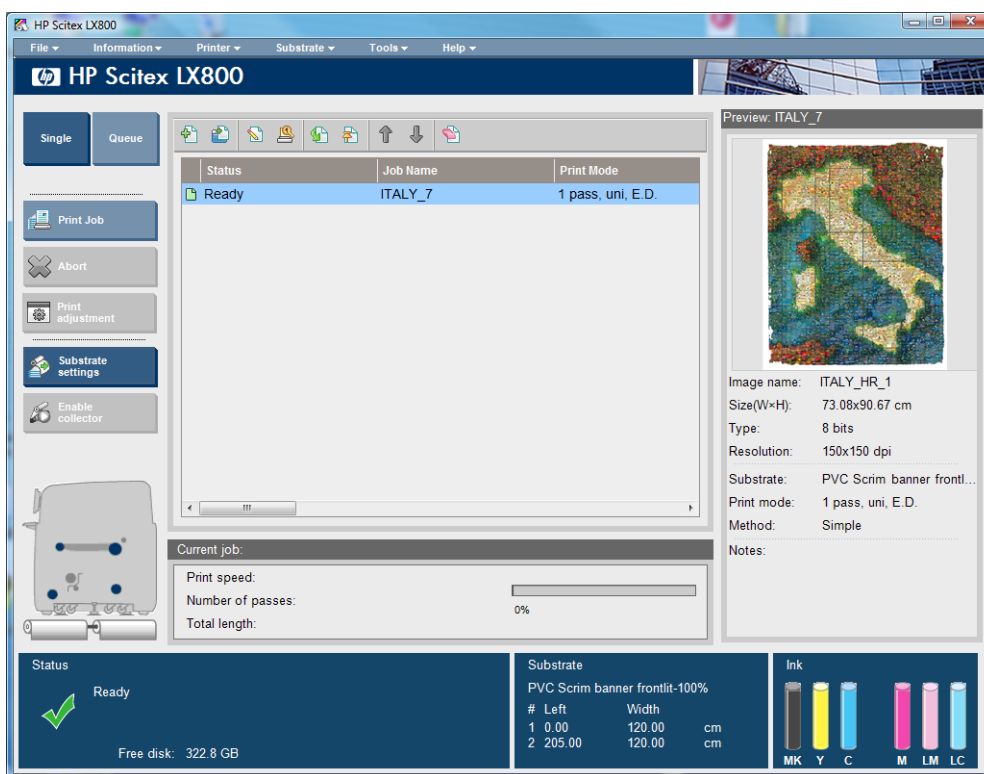 HP Scitex LX800
File Information Printer Substrate Tools Help
hp HP Scitex LX800
Single Queue
Print Job
Abort
Print
adjustment
Substrate
settings
Enable
collector
Status Job Name Print Mode
Ready ITALY_7 1 pass, uni, E.D.
Current job:
Print speed:
Number of passes:
Total length:
0%
Preview: ITALY_7
Image name: ITALY_HR_1
Size(W×H): 73.08x90.67 cm
Type: 8 bits
Resolution: 150x150 dpi
Substrate: PVC Scrim banner frontl...
Print mode: 1 pass, uni, E.D.
Method: Simple
Notes:
Status
Ready
Free disk: 322.8 GB
Substrate
PVC Scrim banner frontlit-100%
# Left Width
1 0.00 120.00 cm
2 205.00 120.00 cm
Ink
MK Y C M LM LC